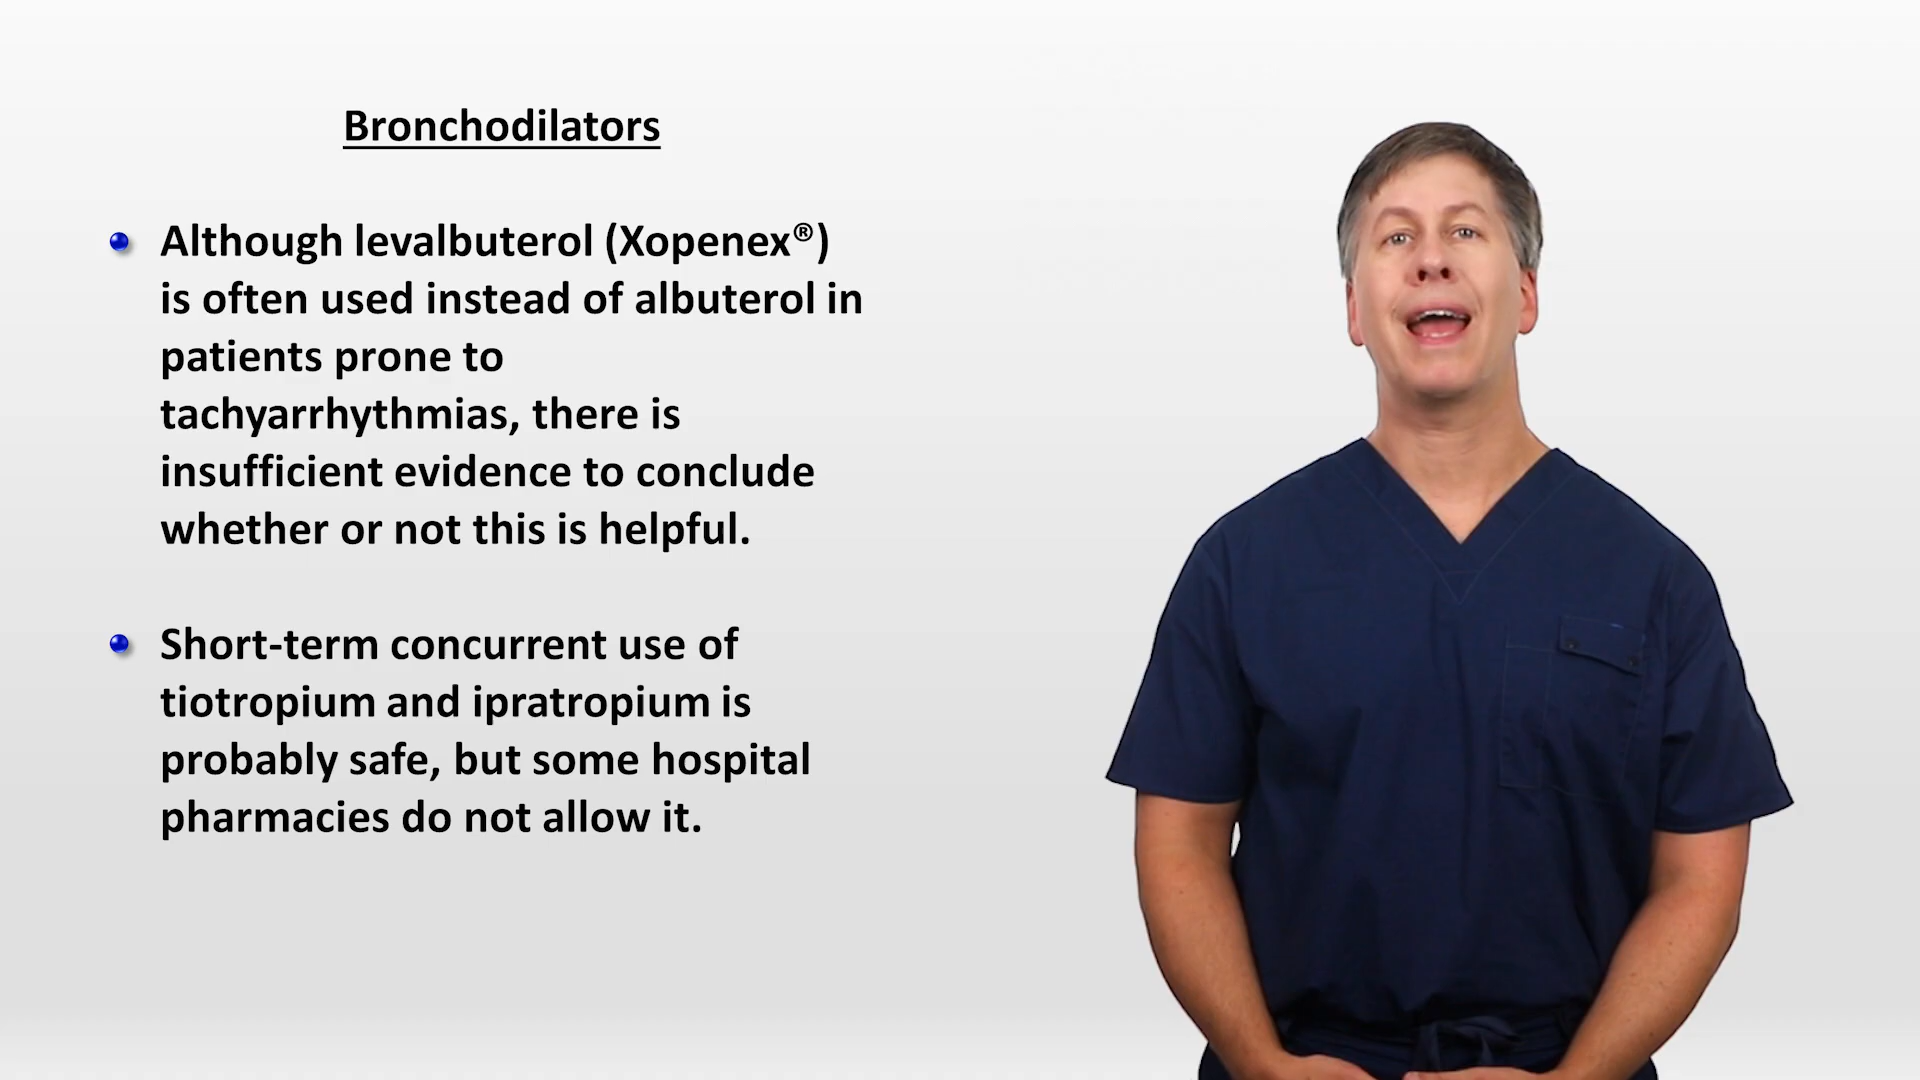 Bronchodilators
Although levalbuterol (Xopenex®)
is often used instead of albuterol in
patients prone to
tachyarrhythmias, there is
insufficient evidence to conclude
whether or not this is helpful.
Short-term concurrent use of
tiotropium and ipratropium is
probably safe, but some hospital
pharmacies do not allow it.